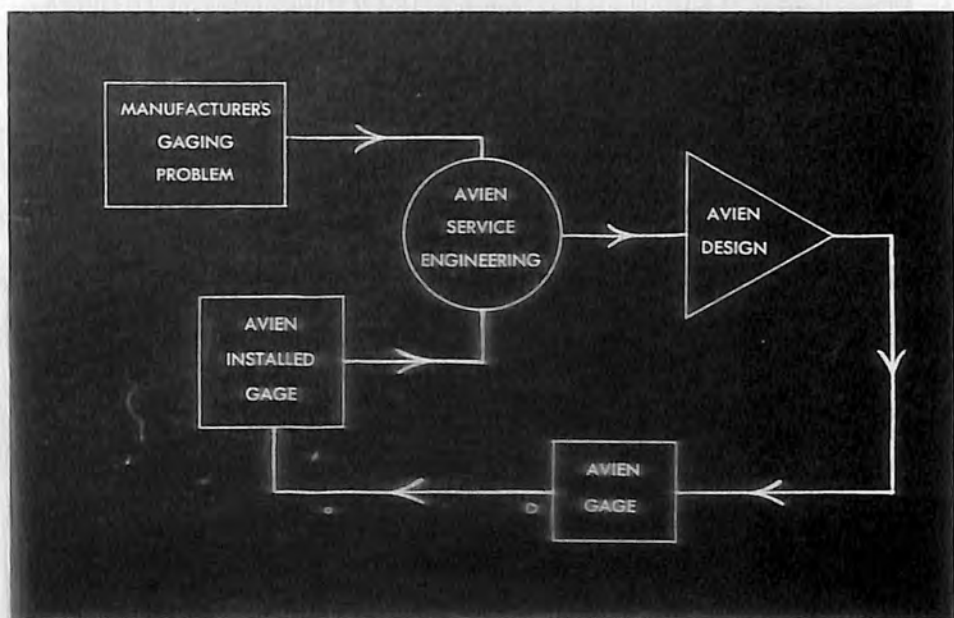 MANUFACTURER'S
GAGING
PROBLEM
AVIEN
SERVICE
ENGINEERING
AVIEN
DESIGN
AVIEN
INSTALLED
GAGE
AVIEN
GAGE